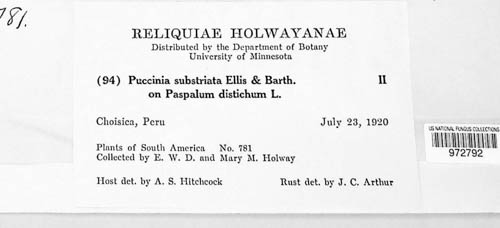 781.
RELIQUIAE HOLWAYANAE
Distributed by the Department of Botany
University of Minnesota
(94) Puccinia substriata Ellis & Barth. II
on Paspalum distichum L.
Choisica, Peru July 23, 1920
Plants of South America No. 781
Collected by E. W. D. and Mary M. Holway
Host det. by A. S. Hitchcock Rust det. by J. C. Arthur
US NATIONAL FUNGUS COLLECTIONS
972792